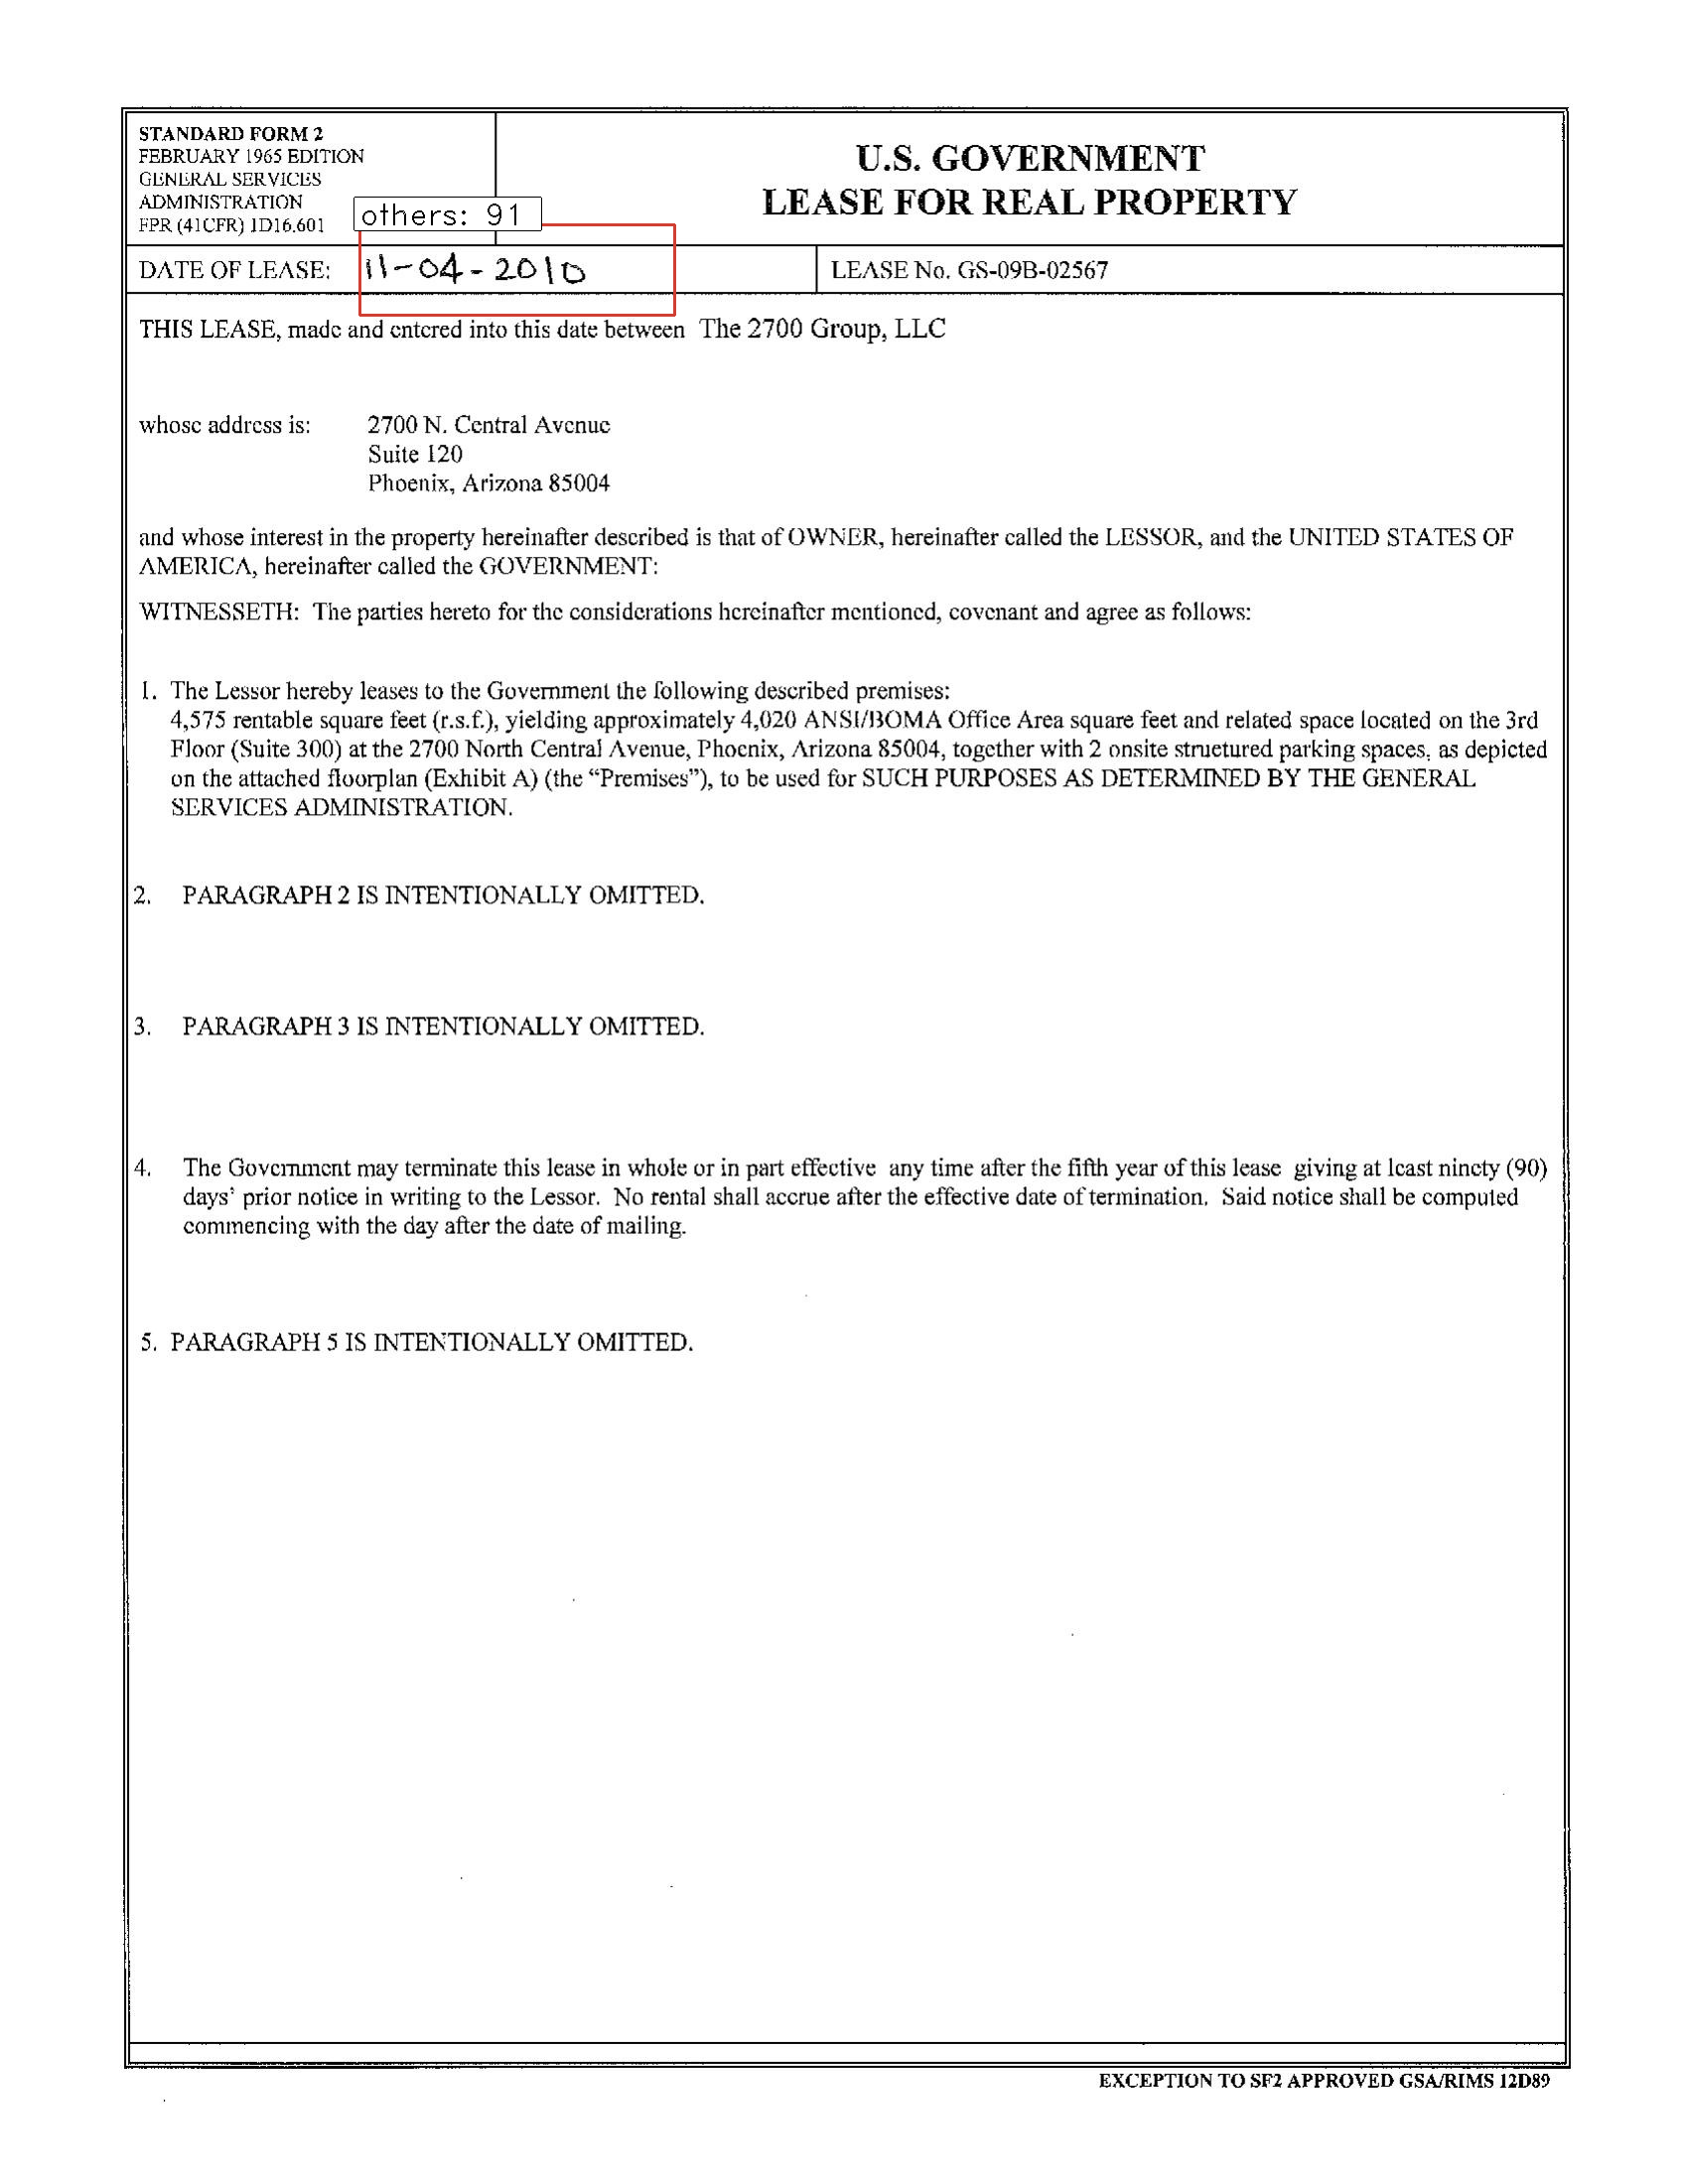 STANDARD FORM 2
FEBRUARY 1965 EDITION
GENERAL SERVICES
ADMINISTRATION
FPR (41CFR) 1D16.601
others: 91
U.S. GOVERNMENT
LEASE FOR REAL PROPERTY
DATE OF LEASE: 11-04-2010
LEASE No. GS-09B-02567
THIS LEASE, made and entered into this date between The 2700 Group, LLC
whose address is: 2700 N. Central Avenue
Suite 120
Phoenix, Arizona 85004
and whose interest in the property hereinafter described is that of OWNER, hereinafter called the LESSOR, and the UNITED STATES OF
AMERICA, hereinafter called the GOVERNMENT:
WITNESSETH: The parties hereto for the considerations hereinafter mentioned, covenant and agree as follows:
1. The Lessor hereby leases to the Government the following described premises:
4,575 rentable square feet (r.s.f.), yielding approximately 4,020 ANSI/BOMA Office Area square feet and related space located on the 3rd
Floor (Suite 300) at the 2700 North Central Avenue, Phoenix, Arizona 85004, together with 2 onsite structured parking spaces, as depicted
on the attached floorplan (Exhibit A) (the “Premises”), to be used for SUCH PURPOSES AS DETERMINED BY THE GENERAL
SERVICES ADMINISTRATION.
2. PARAGRAPH 2 IS INTENTIONALLY OMITTED.
3. PARAGRAPH 3 IS INTENTIONALLY OMITTED.
4. The Government may terminate this lease in whole or in part effective any time after the fifth year of this lease giving at least ninety (90)
days’ prior notice in writing to the Lessor. No rental shall accrue after the effective date of termination. Said notice shall be computed
commencing with the day after the date of mailing.
5. PARAGRAPH 5 IS INTENTIONALLY OMITTED.
EXCEPTION TO SF2 APPROVED GSA/RIMS 12D89